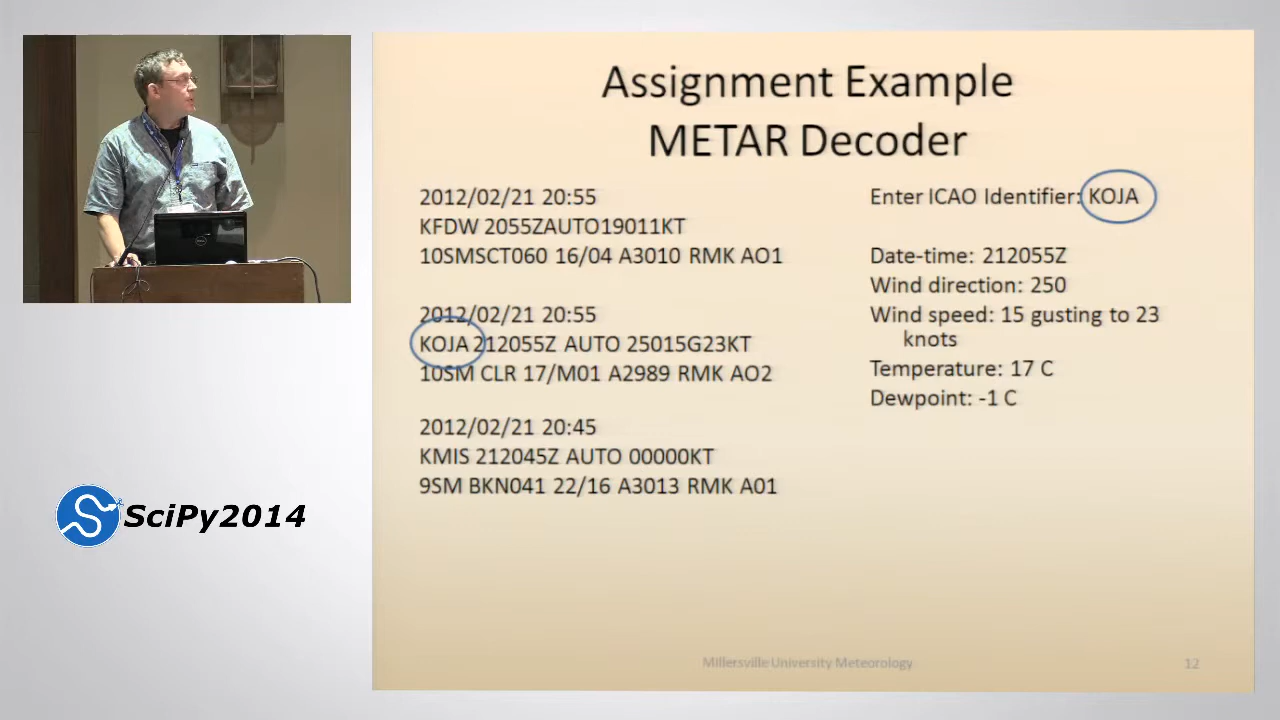 Assignment Example
METAR Decoder
2012/02/21 20:55
KFDW 2055ZAUTO19011KT
10SMSCT060 16/04 A3010 RMK AO1
2012/02/21 20:55
KOJA 212055Z AUTO 25015G23KT
10SM CLR 17/M01 A2989 RMK AO2
2012/02/21 20:45
KMIS 212045Z AUTO 00000KT
9SM BKN041 22/16 A3013 RMK A01
Enter ICAO Identifier: KOJA
Date-time: 212055Z
Wind direction: 250
Wind speed: 15 gusting to 23
knots
Temperature: 17 C
Dewpoint: -1 C
Millersville University Meteorology
12
SciPy2014